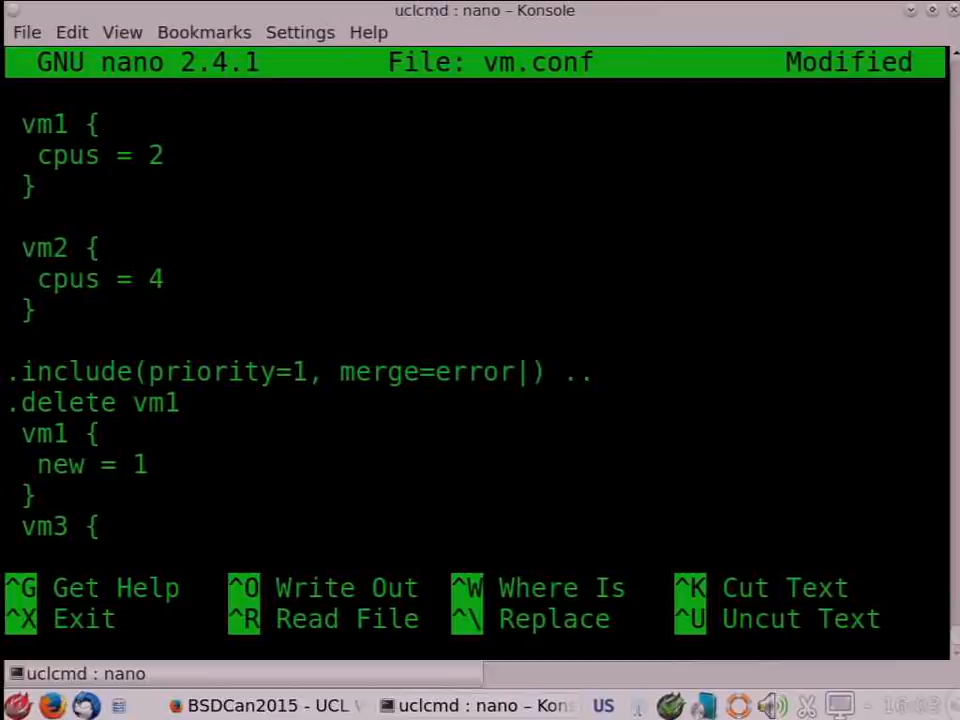 uclcmd : nano – Konsole
File Edit View Bookmarks Settings Help
GNU nano 2.4.1 File: vm.conf Modified
vm1 {
cpus = 2
}
vm2 {
cpus = 4
}
.include(priority=1, merge=error|) ..
.delete vm1
vm1 {
new = 1
}
vm3 {
^G Get Help ^O Write Out ^W Where Is ^K Cut Text
^X Exit ^R Read File ^\ Replace ^U Uncut Text
uclcmd : nano
BSDCan2015 - UCL uclcmd : nano – Kons US 16:03